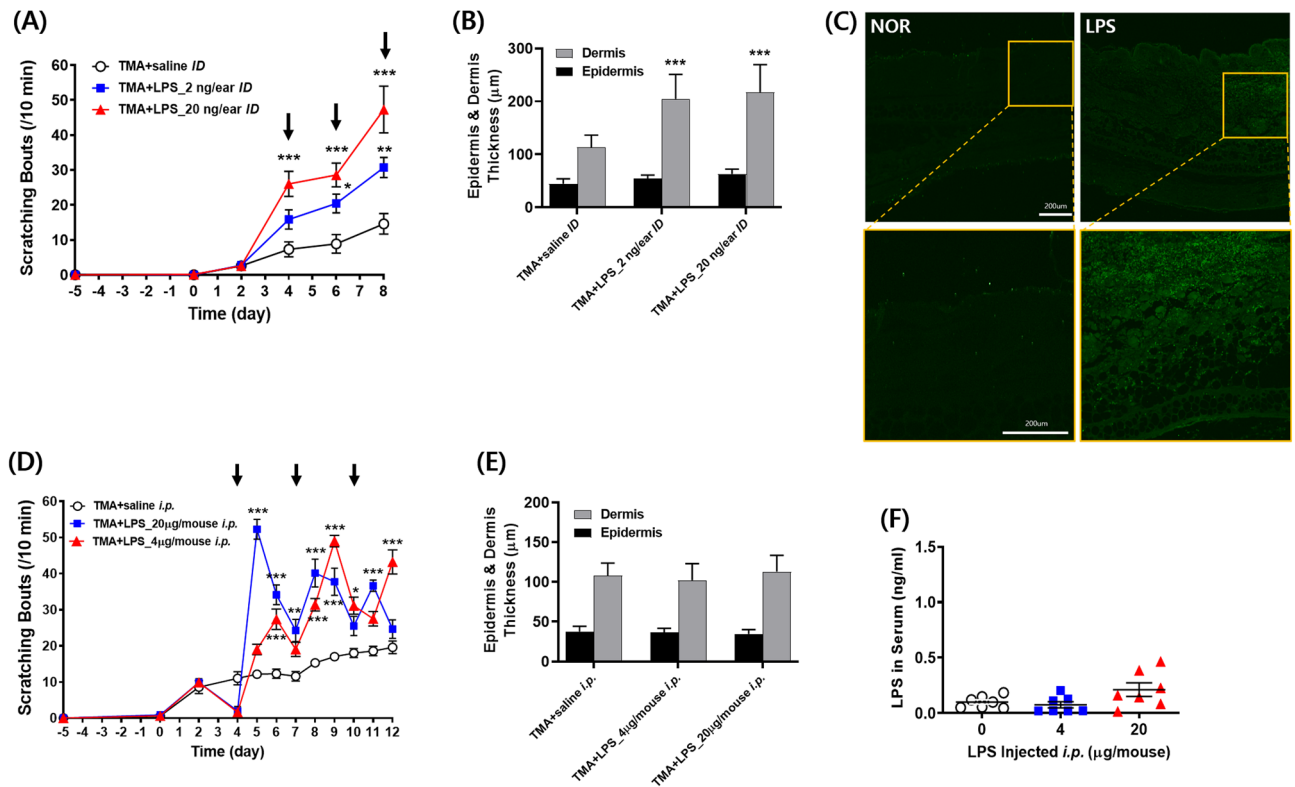 (A)
TMA+saline ID
TMA+LPS_2 ng/ear ID
TMA+LPS_20 ng/ear ID
Scratching Bouts (/10 min)
60
50
40
30
20
10
0
***
***
***
*
***
**
-5 -4 -3 -2 -1 0 1 2 3 4 5 6 7 8
Time (day)
(B)
Dermis
Epidermis
Epidermis & Dermis
Thickness (μm)
300
200
100
0
***
***
TMA+saline ID
TMA+LPS_2 ng/ear ID
TMA+LPS_20 ng/ear ID
(C)
NOR
LPS
200um
200um
(D)
TMA+saline i.p.
TMA+LPS_20μg/mouse i.p.
TMA+LPS_4μg/mouse i.p.
Scratching Bouts (/10 min)
60
50
40
30
20
10
0
***
***
***
**
***
***
***
***
*
***
-5 -4 -3 -2 -1 0 1 2 3 4 5 6 7 8 9 10 11 12
Time (day)
(E)
Dermis
Epidermis
Epidermis & Dermis
Thickness (μm)
200
150
100
50
0
TMA+saline i.p.
TMA+LPS_4μg/mouse i.p.
TMA+LPS_20μg/mouse i.p.
(F)
LPS in Serum (ng/ml)
1.5
1.0
0.5
0.0
0 4 20
LPS Injected i.p. (μg/mouse)